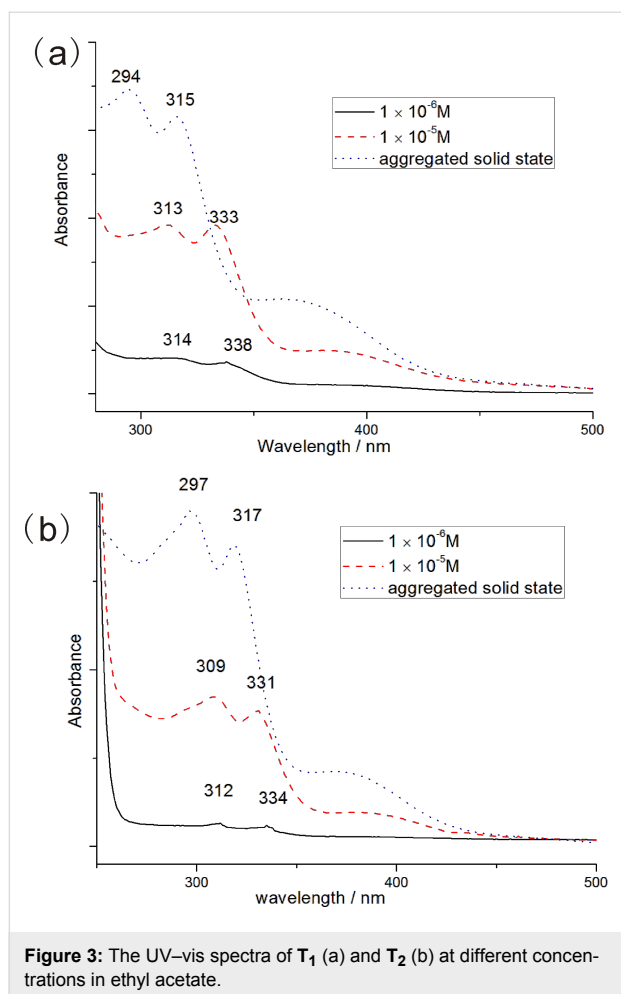 (a)
294
315
1 × 10⁻⁶M
1 × 10⁻⁵M
aggregated solid state
313
333
314
338
Absorbance
300
400
500
Wavelength / nm
(b)
297
317
1 × 10⁻⁶M
1 × 10⁻⁵M
aggregated solid state
309
331
312
334
Absorbance
300
400
500
wavelength / nm
Figure 3: The UV–vis spectra of T₁ (a) and T₂ (b) at different concen-
trations in ethyl acetate.